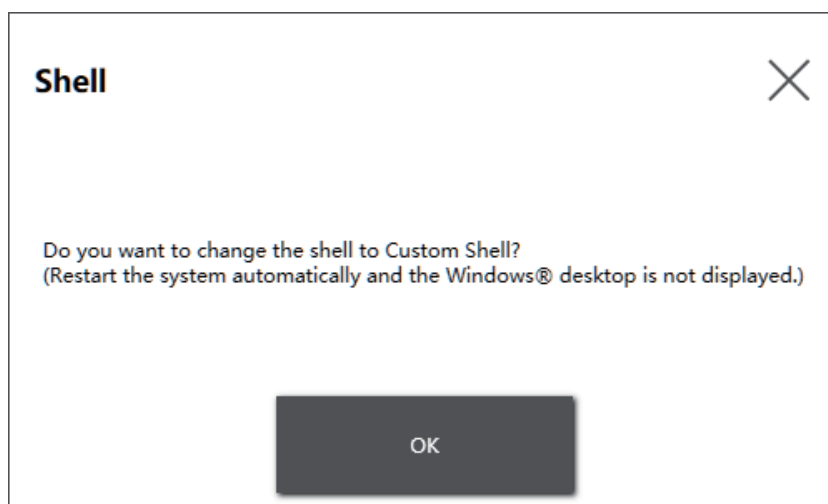 Shell
Do you want to change the shell to Custom Shell?
(Restart the system automatically and the Windows® desktop is not displayed.)
OK